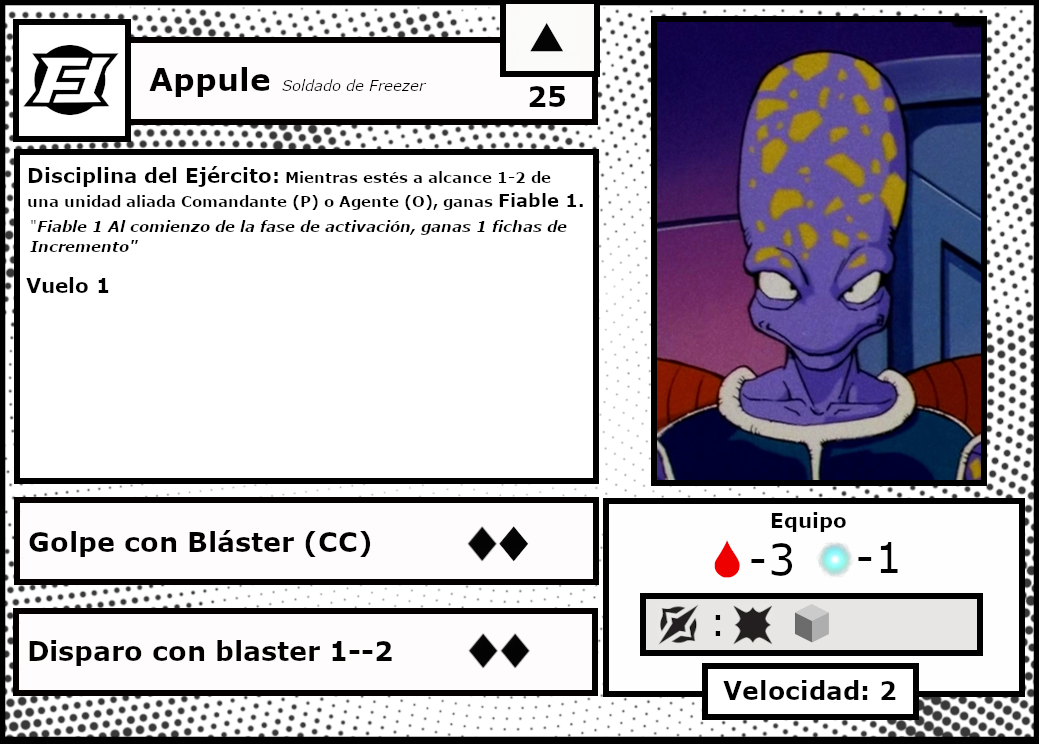 FI
Appule Soldado de Freezer
25
Disciplina del Ejército: Mientras estés a alcance 1-2 de
una unidad aliada Comandante (P) o Agente (O), ganas Fiable 1.
"Fiable 1 Al comienzo de la fase de activación, ganas 1 fichas de
Incremento"
Vuelo 1
Golpe con Bláster (CC)
Disparo con blaster 1--2
Equipo
-3 -1
:
Velocidad: 2